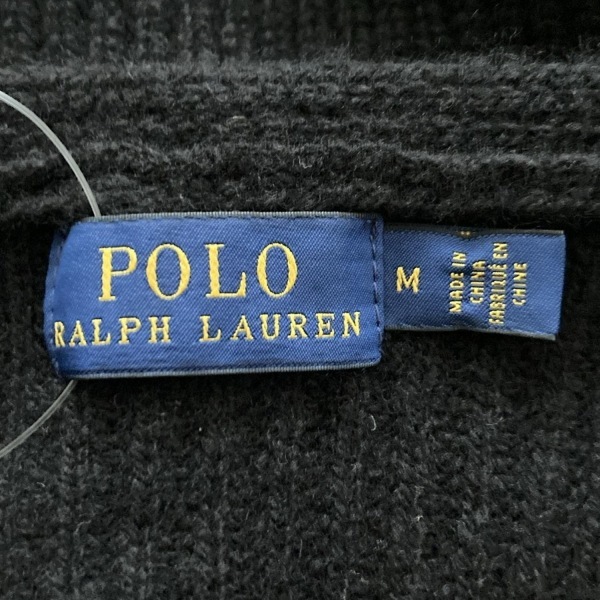 POLO
RALPH LAUREN
M
MADE IN
CHINA
FABRIQUÉ EN
CHINE